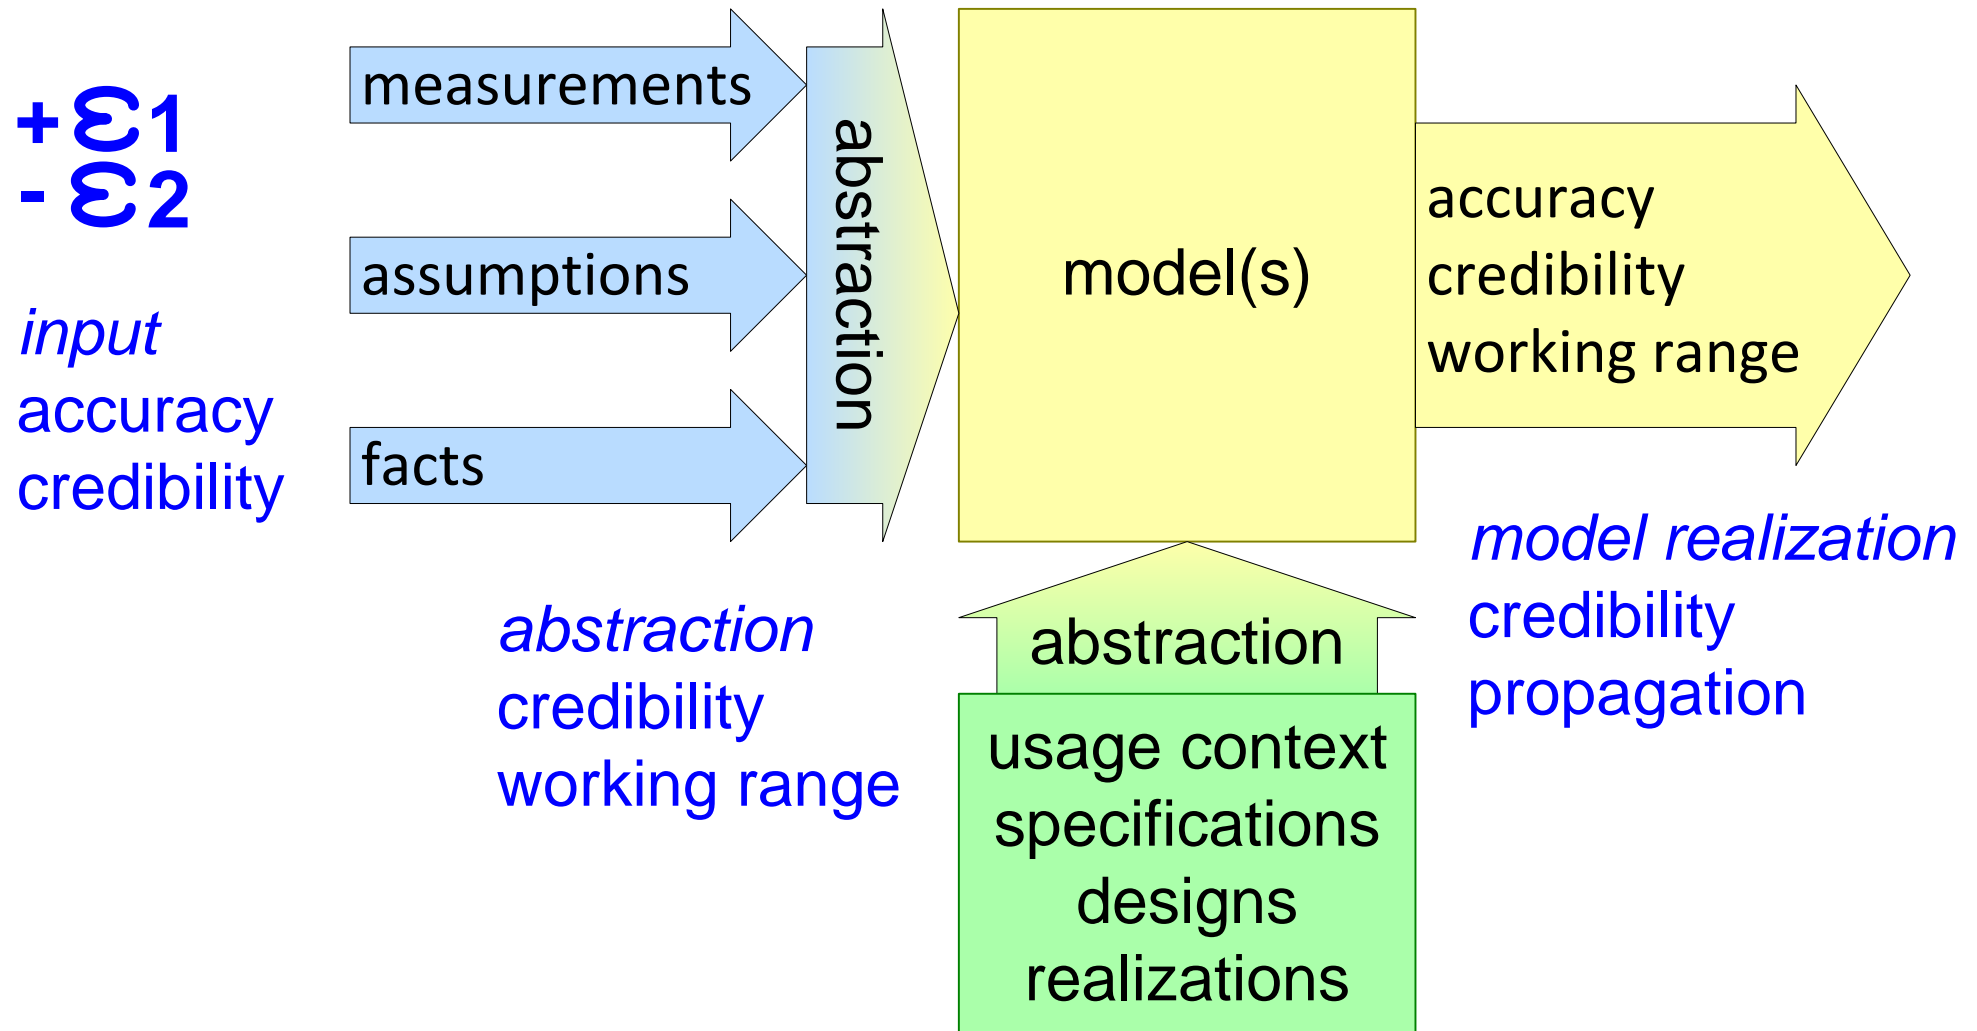 +ε1
- ε2
input
accuracy
credibility
measurements
assumptions
facts
abstraction
model(s)
accuracy
credibility
working range
abstraction
credibility
working range
abstraction
usage context
specifications
designs
realizations
model realization
credibility
propagation